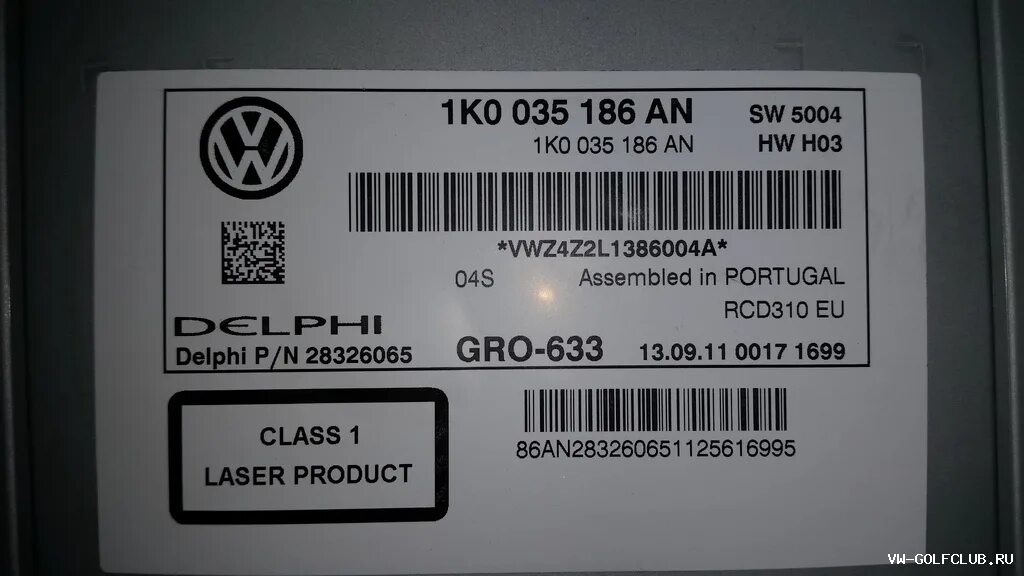 1K0 035 186 AN SW 5004
1K0 035 186 AN HW H03
*VWZ4Z2L1386004A*
04S Assembled in PORTUGAL
RCD310 EU
DELPHI
Delphi P/N 28326065 GRO-633 13.09.11 0017 1699
CLASS 1
LASER PRODUCT
86AN283260651125616995
VW-GOLFCLUB.RU